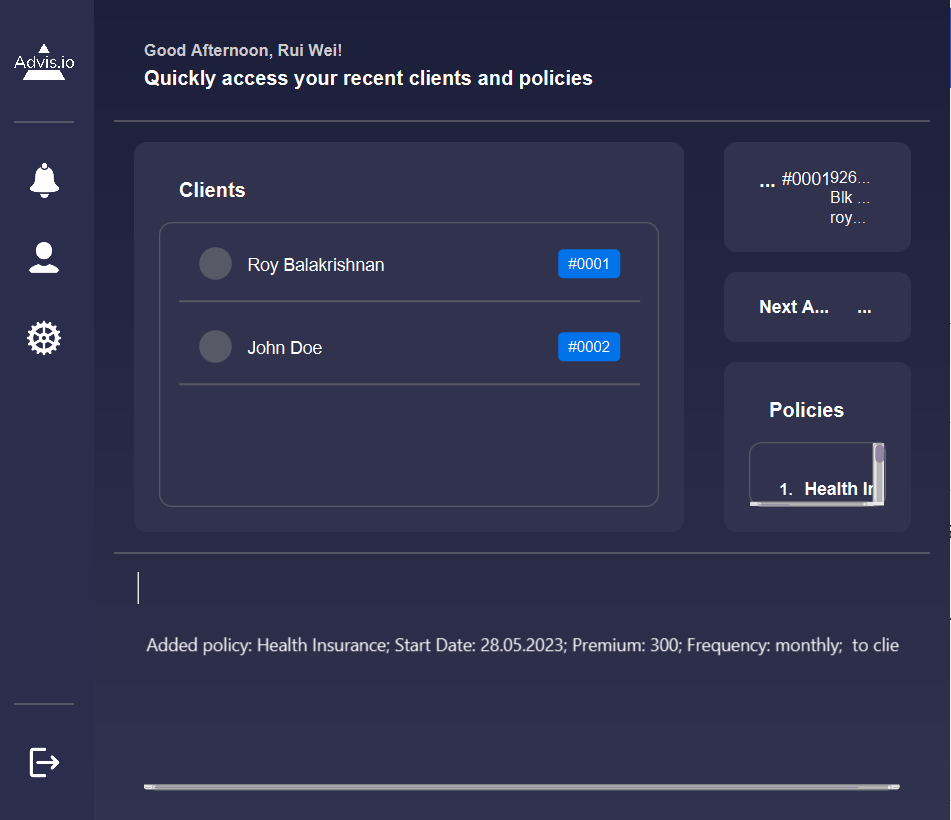 Advis.io
Good Afternoon, Rui Wei!
Quickly access your recent clients and policies
Clients
Roy Balakrishnan #0001
John Doe #0002
... #0001 926...
Blk ...
roy...
Next A... ...
Policies
1. Health In
Added policy: Health Insurance; Start Date: 28.05.2023; Premium: 300; Frequency: monthly;  to clie